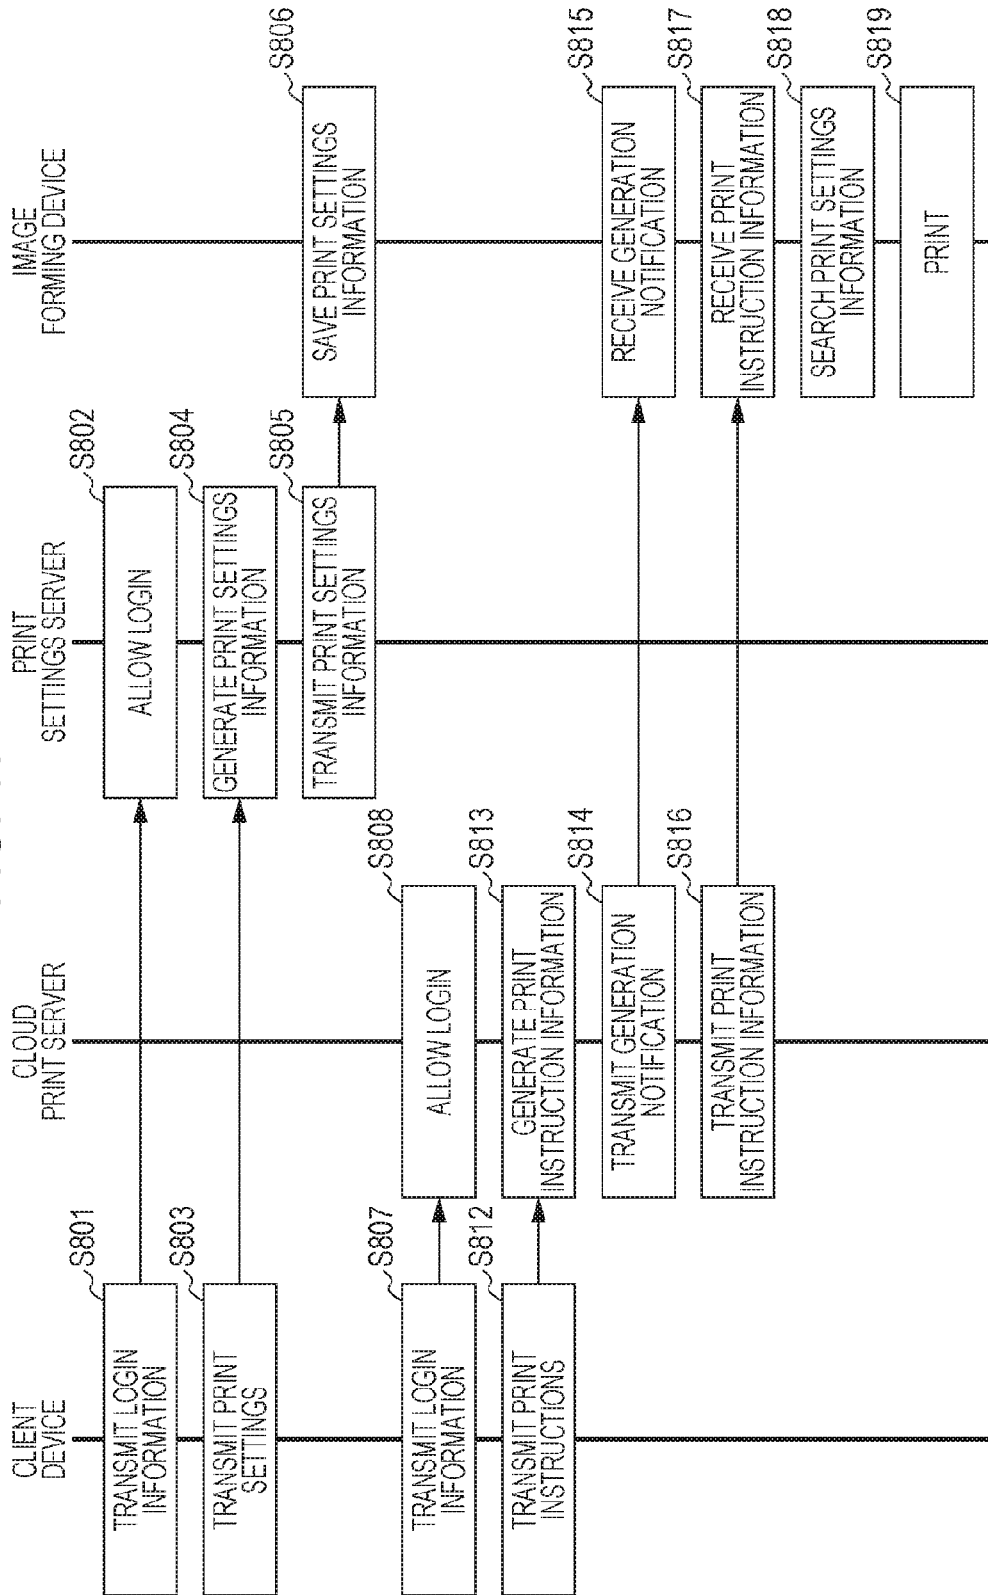 CLIENT
DEVICE
CLOUD
PRINT SERVER
PRINT
SETTINGS SERVER
IMAGE
FORMING DEVICE
S801
TRANSMIT LOGIN
INFORMATION
S802
ALLOW LOGIN
S803
TRANSMIT PRINT
SETTINGS
S804
GENERATE PRINT SETTINGS
INFORMATION
S805
TRANSMIT PRINT SETTINGS
INFORMATION
S806
SAVE PRINT SETTINGS
INFORMATION
S807
TRANSMIT LOGIN
INFORMATION
S808
ALLOW LOGIN
S812
TRANSMIT PRINT
INSTRUCTIONS
S813
GENERATE PRINT
INSTRUCTION INFORMATION
S814
TRANSMIT GENERATION
NOTIFICATION
S815
RECEIVE GENERATION
NOTIFICATION
S816
TRANSMIT PRINT
INSTRUCTION INFORMATION
S817
RECEIVE PRINT
INSTRUCTION INFORMATION
S818
SEARCH PRINT SETTINGS
INFORMATION
S819
PRINT